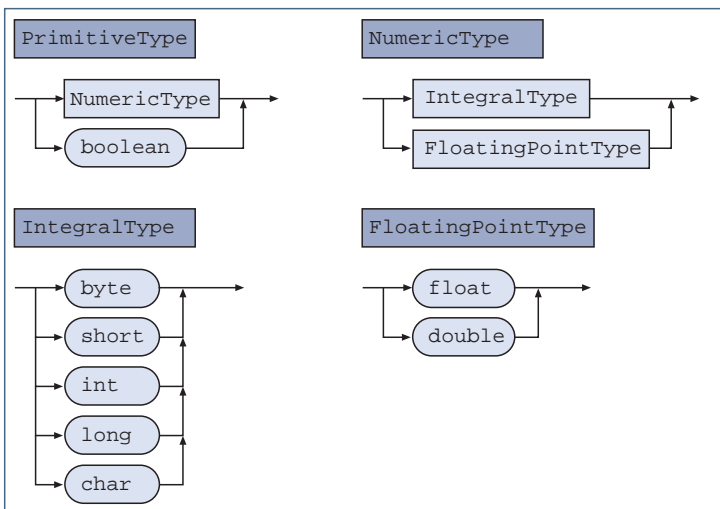 PrimitiveType
NumericType
boolean
NumericType
IntegralType
FloatingPointType
IntegralType
byte
short
int
long
char
FloatingPointType
float
double